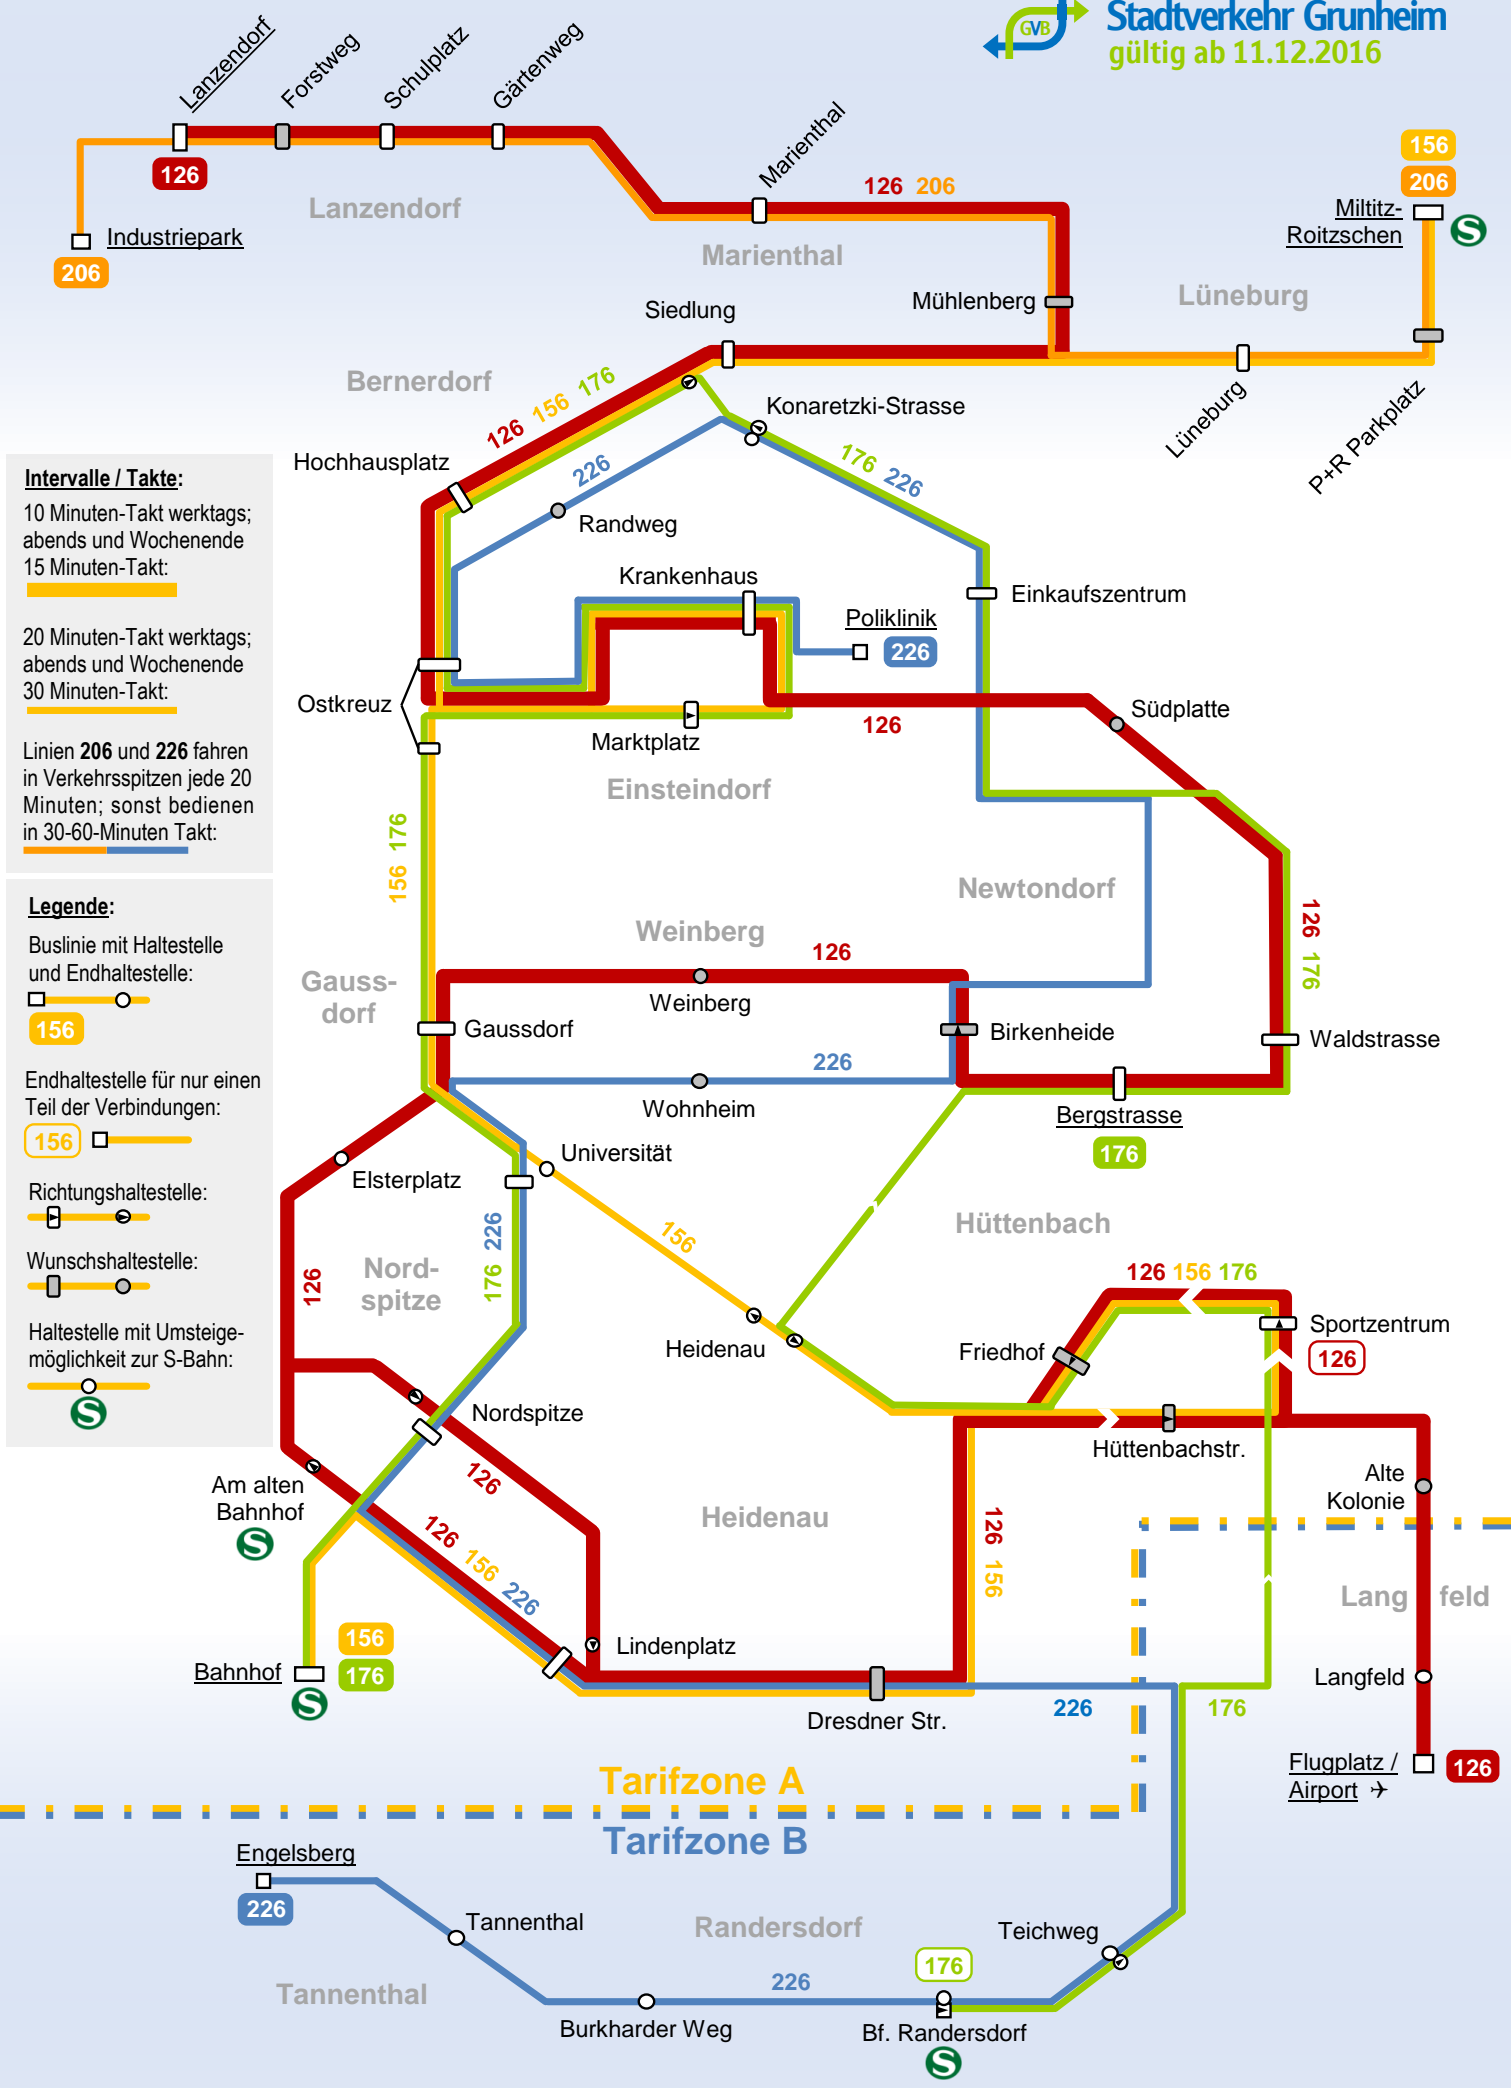 GVB
Stadtverkehr Grunheim
gültig ab 11.12.2016
Lanzendorf
Forstweg
Schulplatz
Gärtenweg
Marienthal
126 206
126
Lanzendorf
Industriepark
206
Marienthal
156
206
Miltitz-
Roitzschen
S
Lüneburg
Mühlenberg
Siedlung
Lüneburg
P+R Parkplatz
Bernerdorf
126 156 176
Konaretzki-Strasse
Hochhausplatz
226
176 226
Randweg
Krankenhaus
Einkaufszentrum
Poliklinik
226
Ostkreuz
Marktplatz
126
Südplatte
Einsteindorf
Intervalle / Takte:
10 Minuten-Takt werktags;
abends und Wochenende
15 Minuten-Takt:
20 Minuten-Takt werktags;
abends und Wochenende
30 Minuten-Takt:
Linien 206 und 226 fahren
in Verkehrsspitzen jede 20
Minuten; sonst bedienen
in 30-60-Minuten Takt:
Legende:
Buslinie mit Haltestelle
und Endhaltestelle:
156
Endhaltestelle für nur einen
Teil der Verbindungen:
156
Richtungshaltestelle:
Wunschshaltestelle:
Haltestelle mit Umsteige-
möglichkeit zur S-Bahn:
S
156 176
Newtondorf
Weinberg
126
126 176
Gauss-
dorf
Weinberg
Gaussdorf
Birkenheide
Waldstrasse
226
Wohnheim
Bergstrasse
176
Universität
Elsterplatz
156
Hüttenbach
176 226
126
Nord-
spitze
126 156 176
Heidenau
Friedhof
Sportzentrum
126
Nordspitze
Hüttenbachstr.
126
Am alten
Bahnhof
S
Alte
Kolonie
Heidenau
126 156
126 156 226
Lang feld
Lindenplatz
156
176
Bahnhof
S
Langfeld
Dresdner Str.
226
176
Flugplatz /
Airport ✈
126
Tarifzone A
Tarifzone B
Engelsberg
226
Tannenthal
Randersdorf
Teichweg
176
Tannenthal
226
Burkharder Weg
Bf. Randersdorf
S